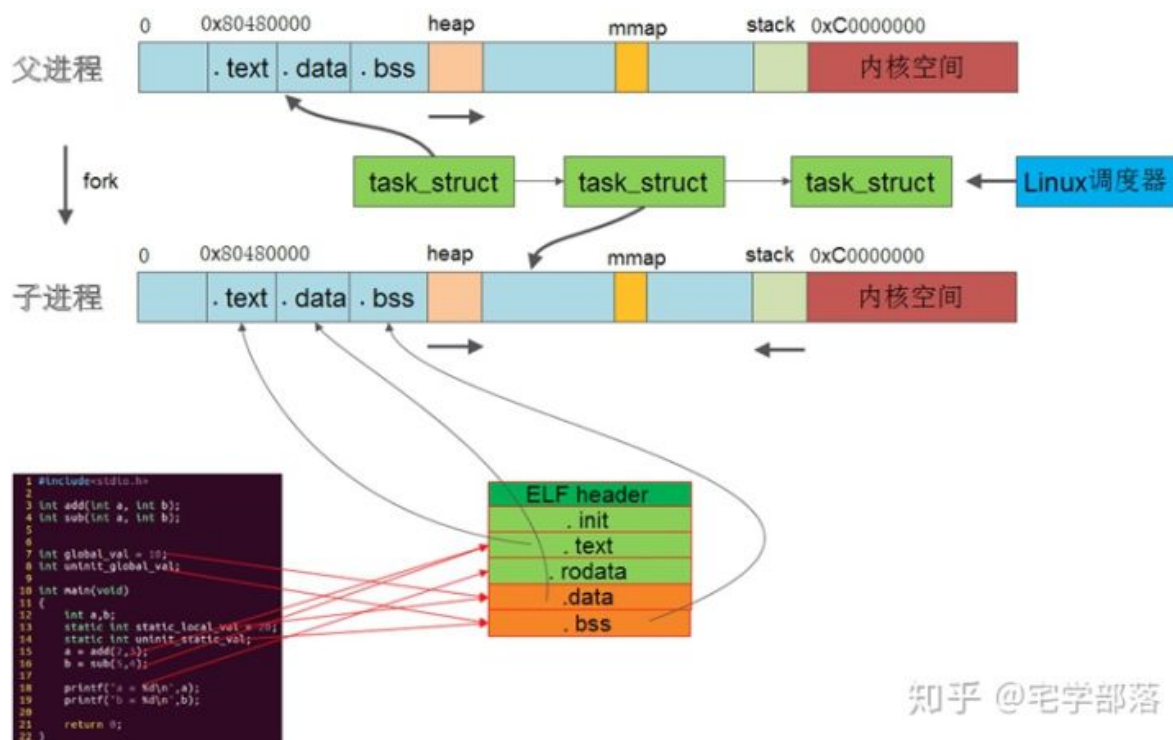 0 0x80480000 heap mmap stack 0xC0000000
父进程 .text .data .bss 内核空间
fork
task_struct task_struct task_struct Linux调度器
0 0x80480000 heap mmap stack 0xC0000000
子进程 .text .data .bss 内核空间
ELF header
.init
.text
.rodata
.data
.bss
1 #include<stdio.h>
2
3 int add(int a, int b);
4 int sub(int a, int b);
5
6
7 int global_val = 10;
8 int uninit_global_val;
9
10 int main(void)
11 {
12 int a,b;
13 static int static_local_val = 20;
14 static int uninit_static_val;
15 a = add(2,3);
16 b = sub(5,4);
17
18 printf("a = %d\n",a);
19 printf("b = %d\n",b);
20
21 return 0;
22 }
知乎 @宅学部落